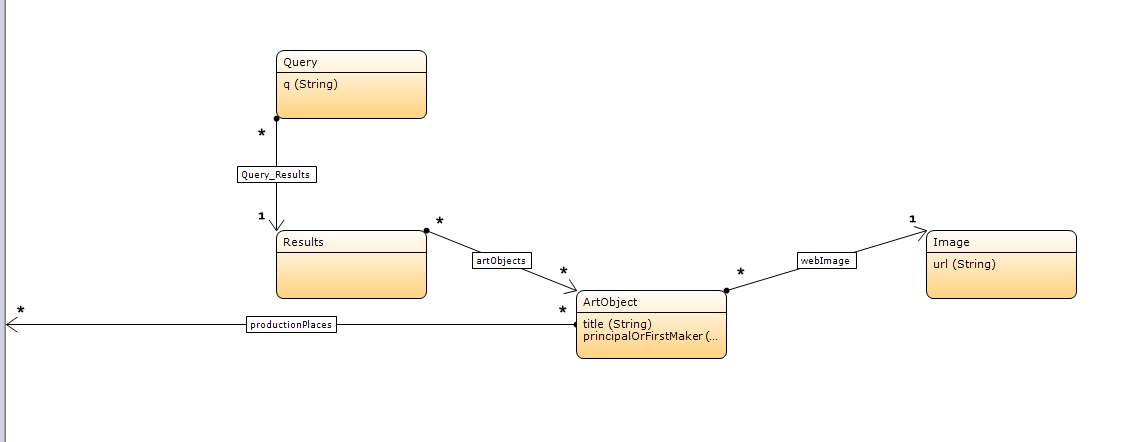 Query
q (String)
*
Query_Results
1
Results
*
artObjects
*
ArtObject
title (String)
principalOrFirstMaker (...
*
webImage
1
Image
url (String)
*
productionPlaces
*